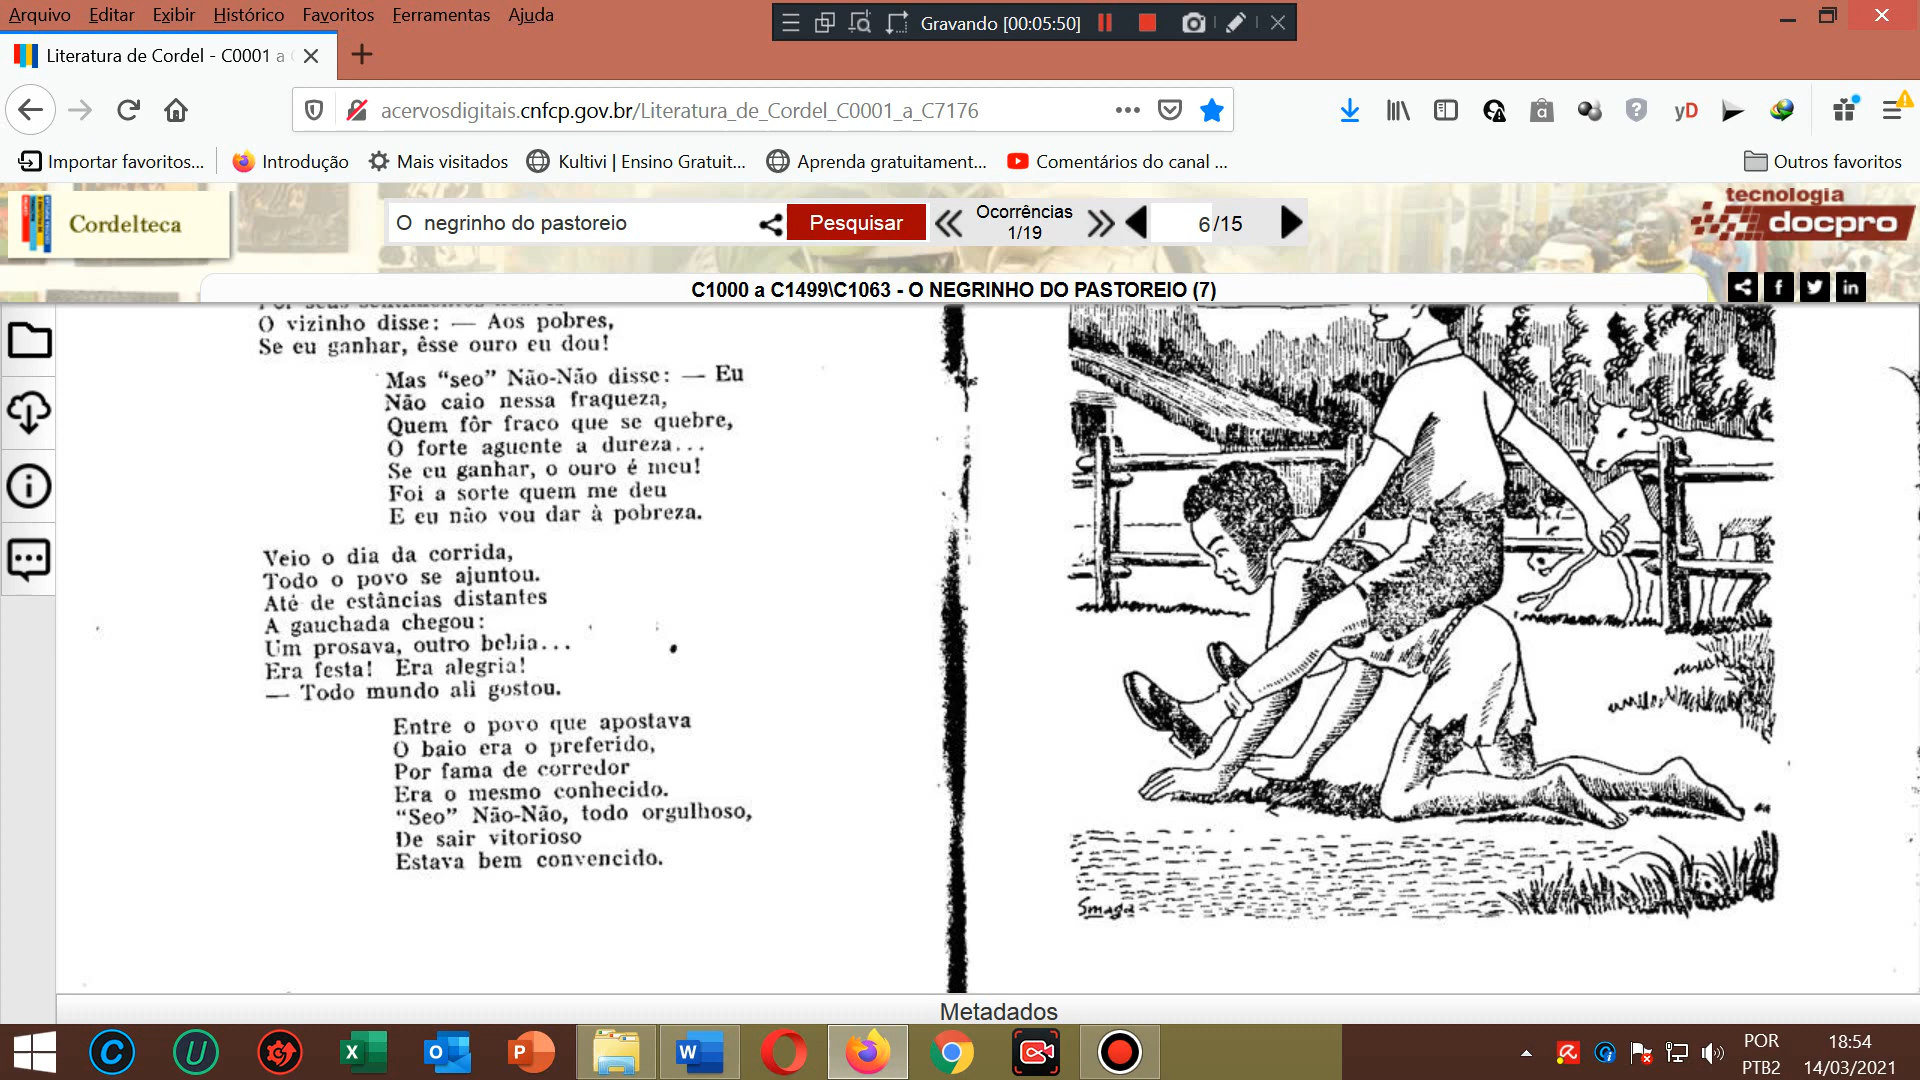 Arquivo Editar Exibir Histórico Favoritos Ferramentas Ajuda
Gravando [00:05:50]
Literatura de Cordel - C0001 a
acervosdigitais.cnfcp.gov.br/Literatura_de_Cordel_C0001_a_C7176
Importar favoritos... Introdução Mais visitados Kultivi | Ensino Gratuit... Aprenda gratuitament... Comentários do canal ... Outros favoritos
Cordelteca
O negrinho do pastoreio
Pesquisar
Ocorrências
1/19
6 /15
tecnologia
docpro
C1000 a C1499\C1063 - O NEGRINHO DO PASTOREIO (7)
O vizinho disse: — Aos pobres,
Se eu ganhar, êsse ouro eu dou!
Mas “seo” Não-Não disse: — Eu
Não caio nessa fraqueza,
Quem fôr fraco que se quebre,
O forte aguente a dureza...
Se eu ganhar, o ouro é meu!
Foi a sorte quem me deu
E eu não vou dar à pobreza.
Veio o dia da corrida,
Todo o povo se ajuntou.
Até de estâncias distantes
A gauchada chegou:
Um prosava, outro bebia...
Era festa! Era alegria!
— Todo mundo ali gostou.
Entre o povo que apostava
O baio era o preferido,
Por fama de corredor
Era o mesmo conhecido.
“Seo” Não-Não, todo orgulhoso,
De sair vitorioso
Estava bem convencido.
Smaga
Metadados
POR
PTB2
18:54
14/03/2021